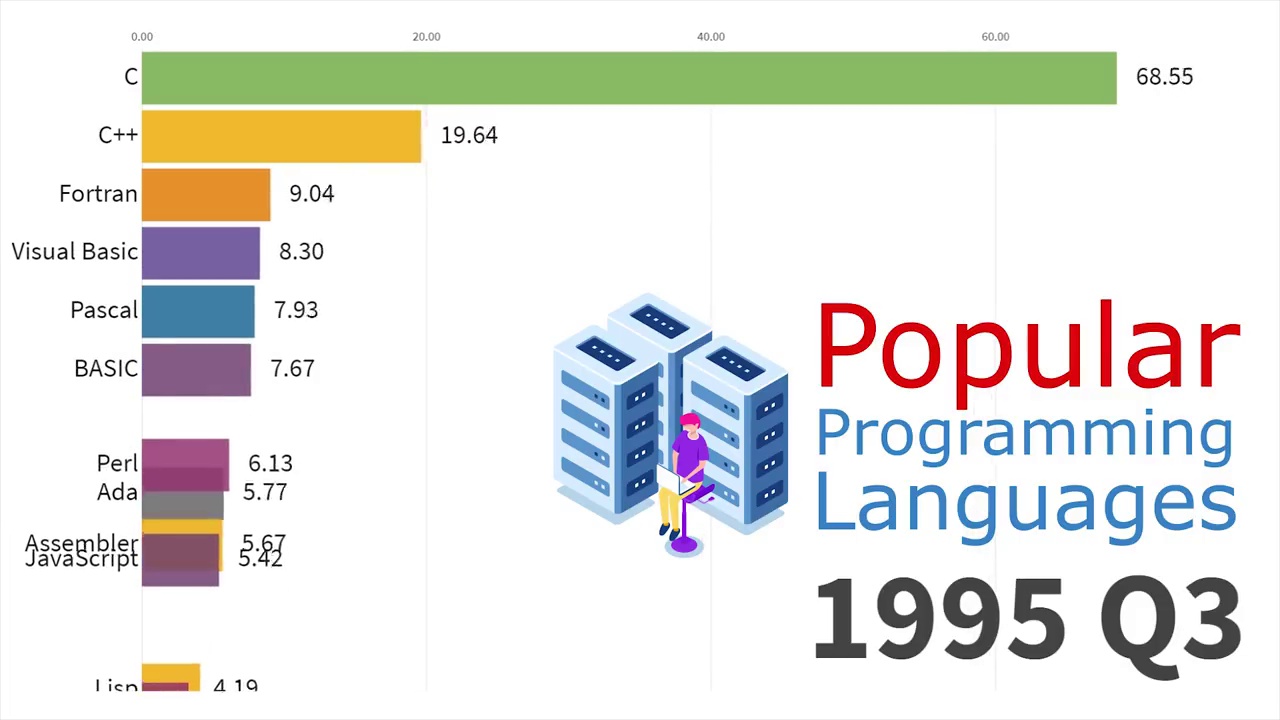 0.00 20.00 40.00 60.00
C 68.55
C++ 19.64
Fortran 9.04
Visual Basic 8.30
Pascal 7.93
BASIC 7.67
Perl 6.13
Ada 5.77
Assembler 5.67
JavaScript 5.42
Lisp 4.19
Popular
Programming
Languages
1995 Q3